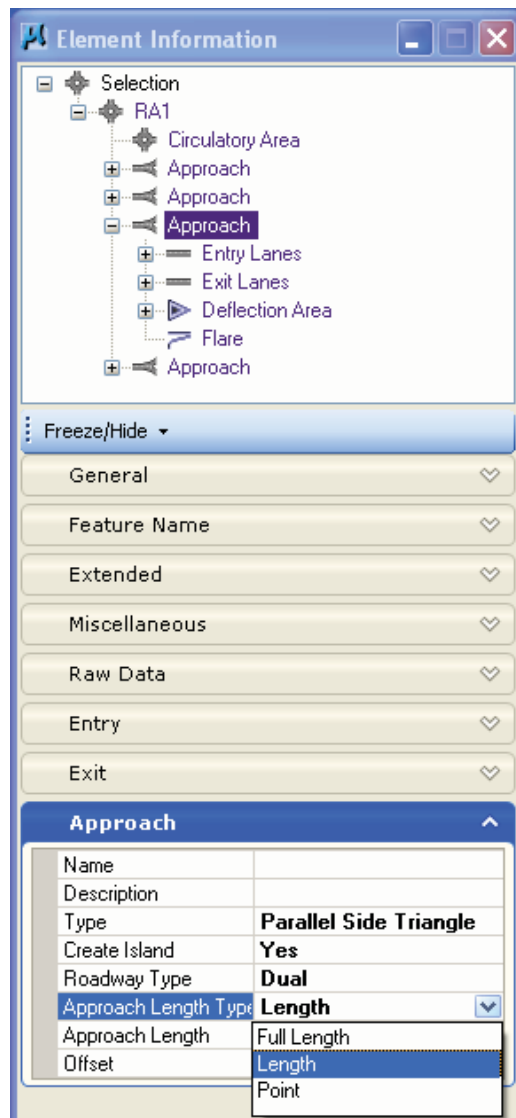 Element Information
Selection
RA1
Circulatory Area
Approach
Approach
Approach
Entry Lanes
Exit Lanes
Deflection Area
Flare
Approach
Freeze/Hide
General
Feature Name
Extended
Miscellaneous
Raw Data
Entry
Exit
Approach
Name
Description
Type Parallel Side Triangle
Create Island Yes
Roadway Type Dual
Approach Length Type Length
Approach Length Full Length
Offset Length
Point